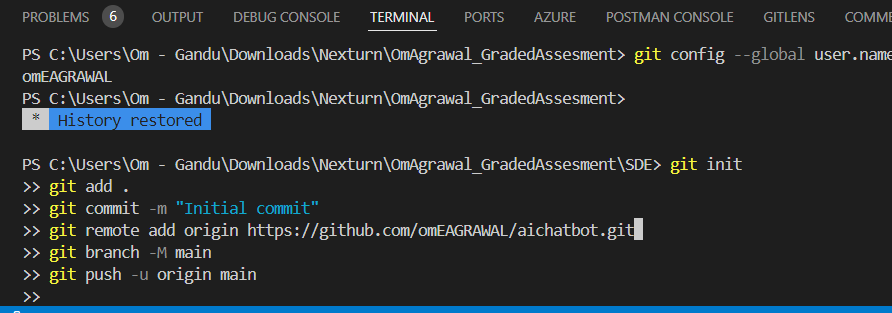 PROBLEMS 6 OUTPUT DEBUG CONSOLE TERMINAL PORTS AZURE POSTMAN CONSOLE GITLENS COMME
PS C:\Users\Om - Gandu\Downloads\Nexturn\OmAgrawal_GradedAssesment> git config --global user.name
omEAGRAWAL
PS C:\Users\Om - Gandu\Downloads\Nexturn\OmAgrawal_GradedAssesment>
* History restored
PS C:\Users\Om - Gandu\Downloads\Nexturn\OmAgrawal_GradedAssesment\SDE> git init
>> git add .
>> git commit -m "Initial commit"
>> git remote add origin https://github.com/omEAGRAWAL/aichatbot.git
>> git branch -M main
>> git push -u origin main
>>